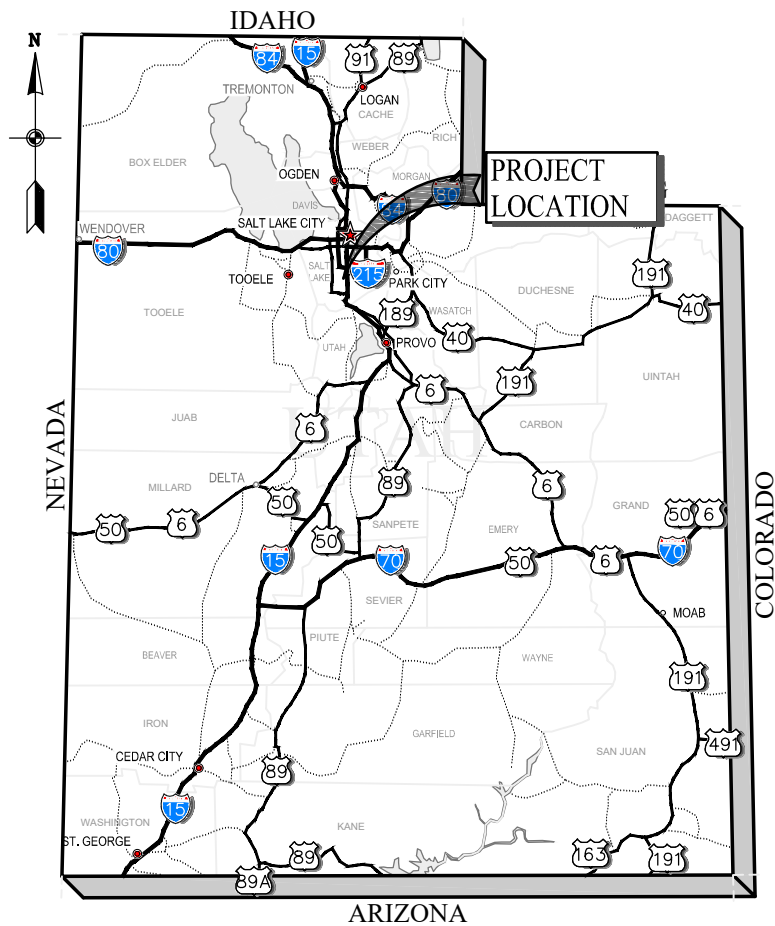 IDAHO
N
84
15
91
89
TREMONTON
LOGAN
CACHE
RICH
WEBER
BOX ELDER
OGDEN
MORGAN
PROJECT
LOCATION
84
80
DAVIS
SALT LAKE CITY
DAGGETT
WENDOVER
80
TOOELE
SALT
LAKE
215
PARK CITY
191
DUCHESNE
40
TOOELE
189
WASATCH
40
UTAH
PROVO
191
UINTAH
6
JUAB
6
UTAH
CARBON
NEVADA
COLORADO
DELTA
MILLARD
89
6
50
GRAND
50
6
50
6
SANPETE
EMERY
50
15
70
50
6
70
SEVIER
MOAB
PIUTE
BEAVER
WAYNE
191
IRON
GARFIELD
491
SAN JUAN
CEDAR CITY
89
15
WASHINGTON
KANE
ST. GEORGE
89
163
191
89A
ARIZONA